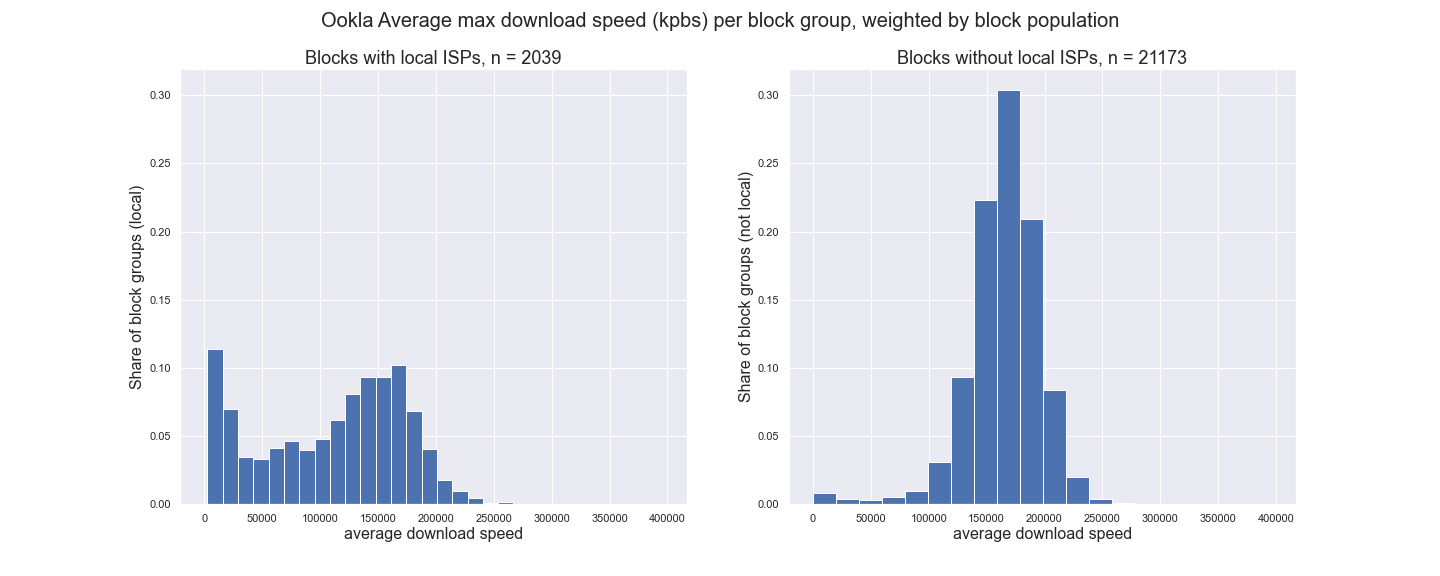 Ookla Average max download speed (kpbs) per block group, weighted by block population
Blocks with local ISPs, n = 2039
Share of block groups (local)
0.30
0.25
0.20
0.15
0.10
0.05
0.00
0 50000 100000 150000 200000 250000 300000 350000 400000
average download speed
Blocks without local ISPs, n = 21173
Share of block groups (not local)
0.30
0.25
0.20
0.15
0.10
0.05
0.00
0 50000 100000 150000 200000 250000 300000 350000 400000
average download speed